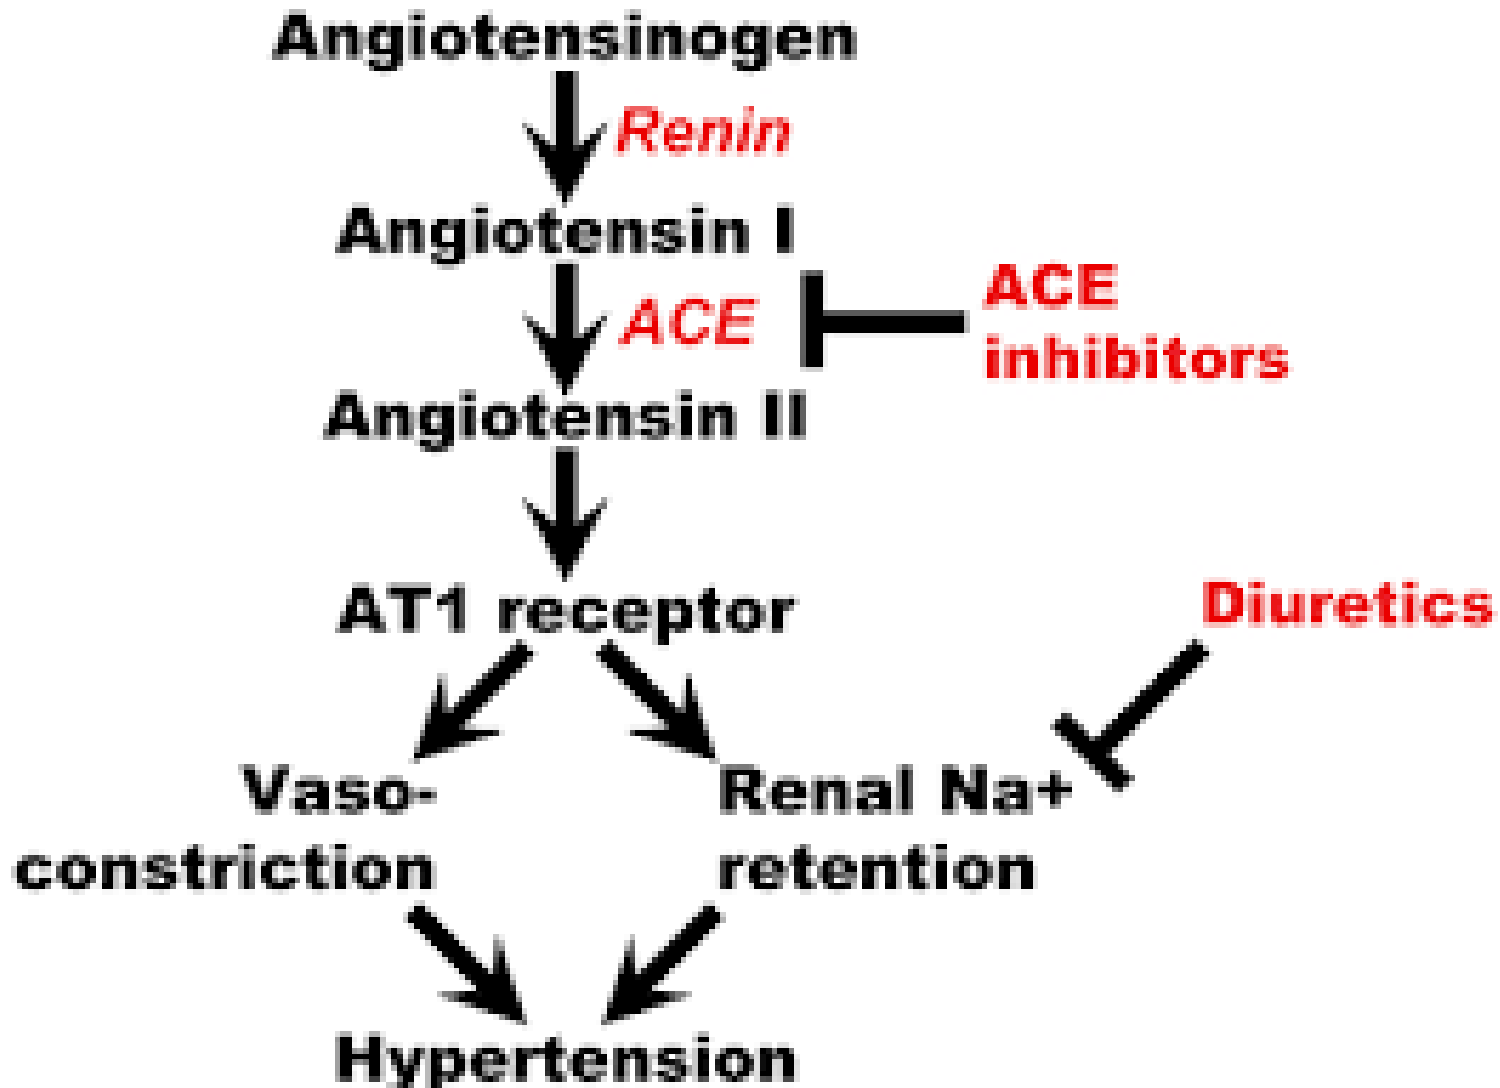 Angiotensinogen
Renin
Angiotensin I
ACE
ACE
inhibitors
Angiotensin II
AT1 receptor
Diuretics
Vaso-
constriction
Renal Na+
retention
Hypertension